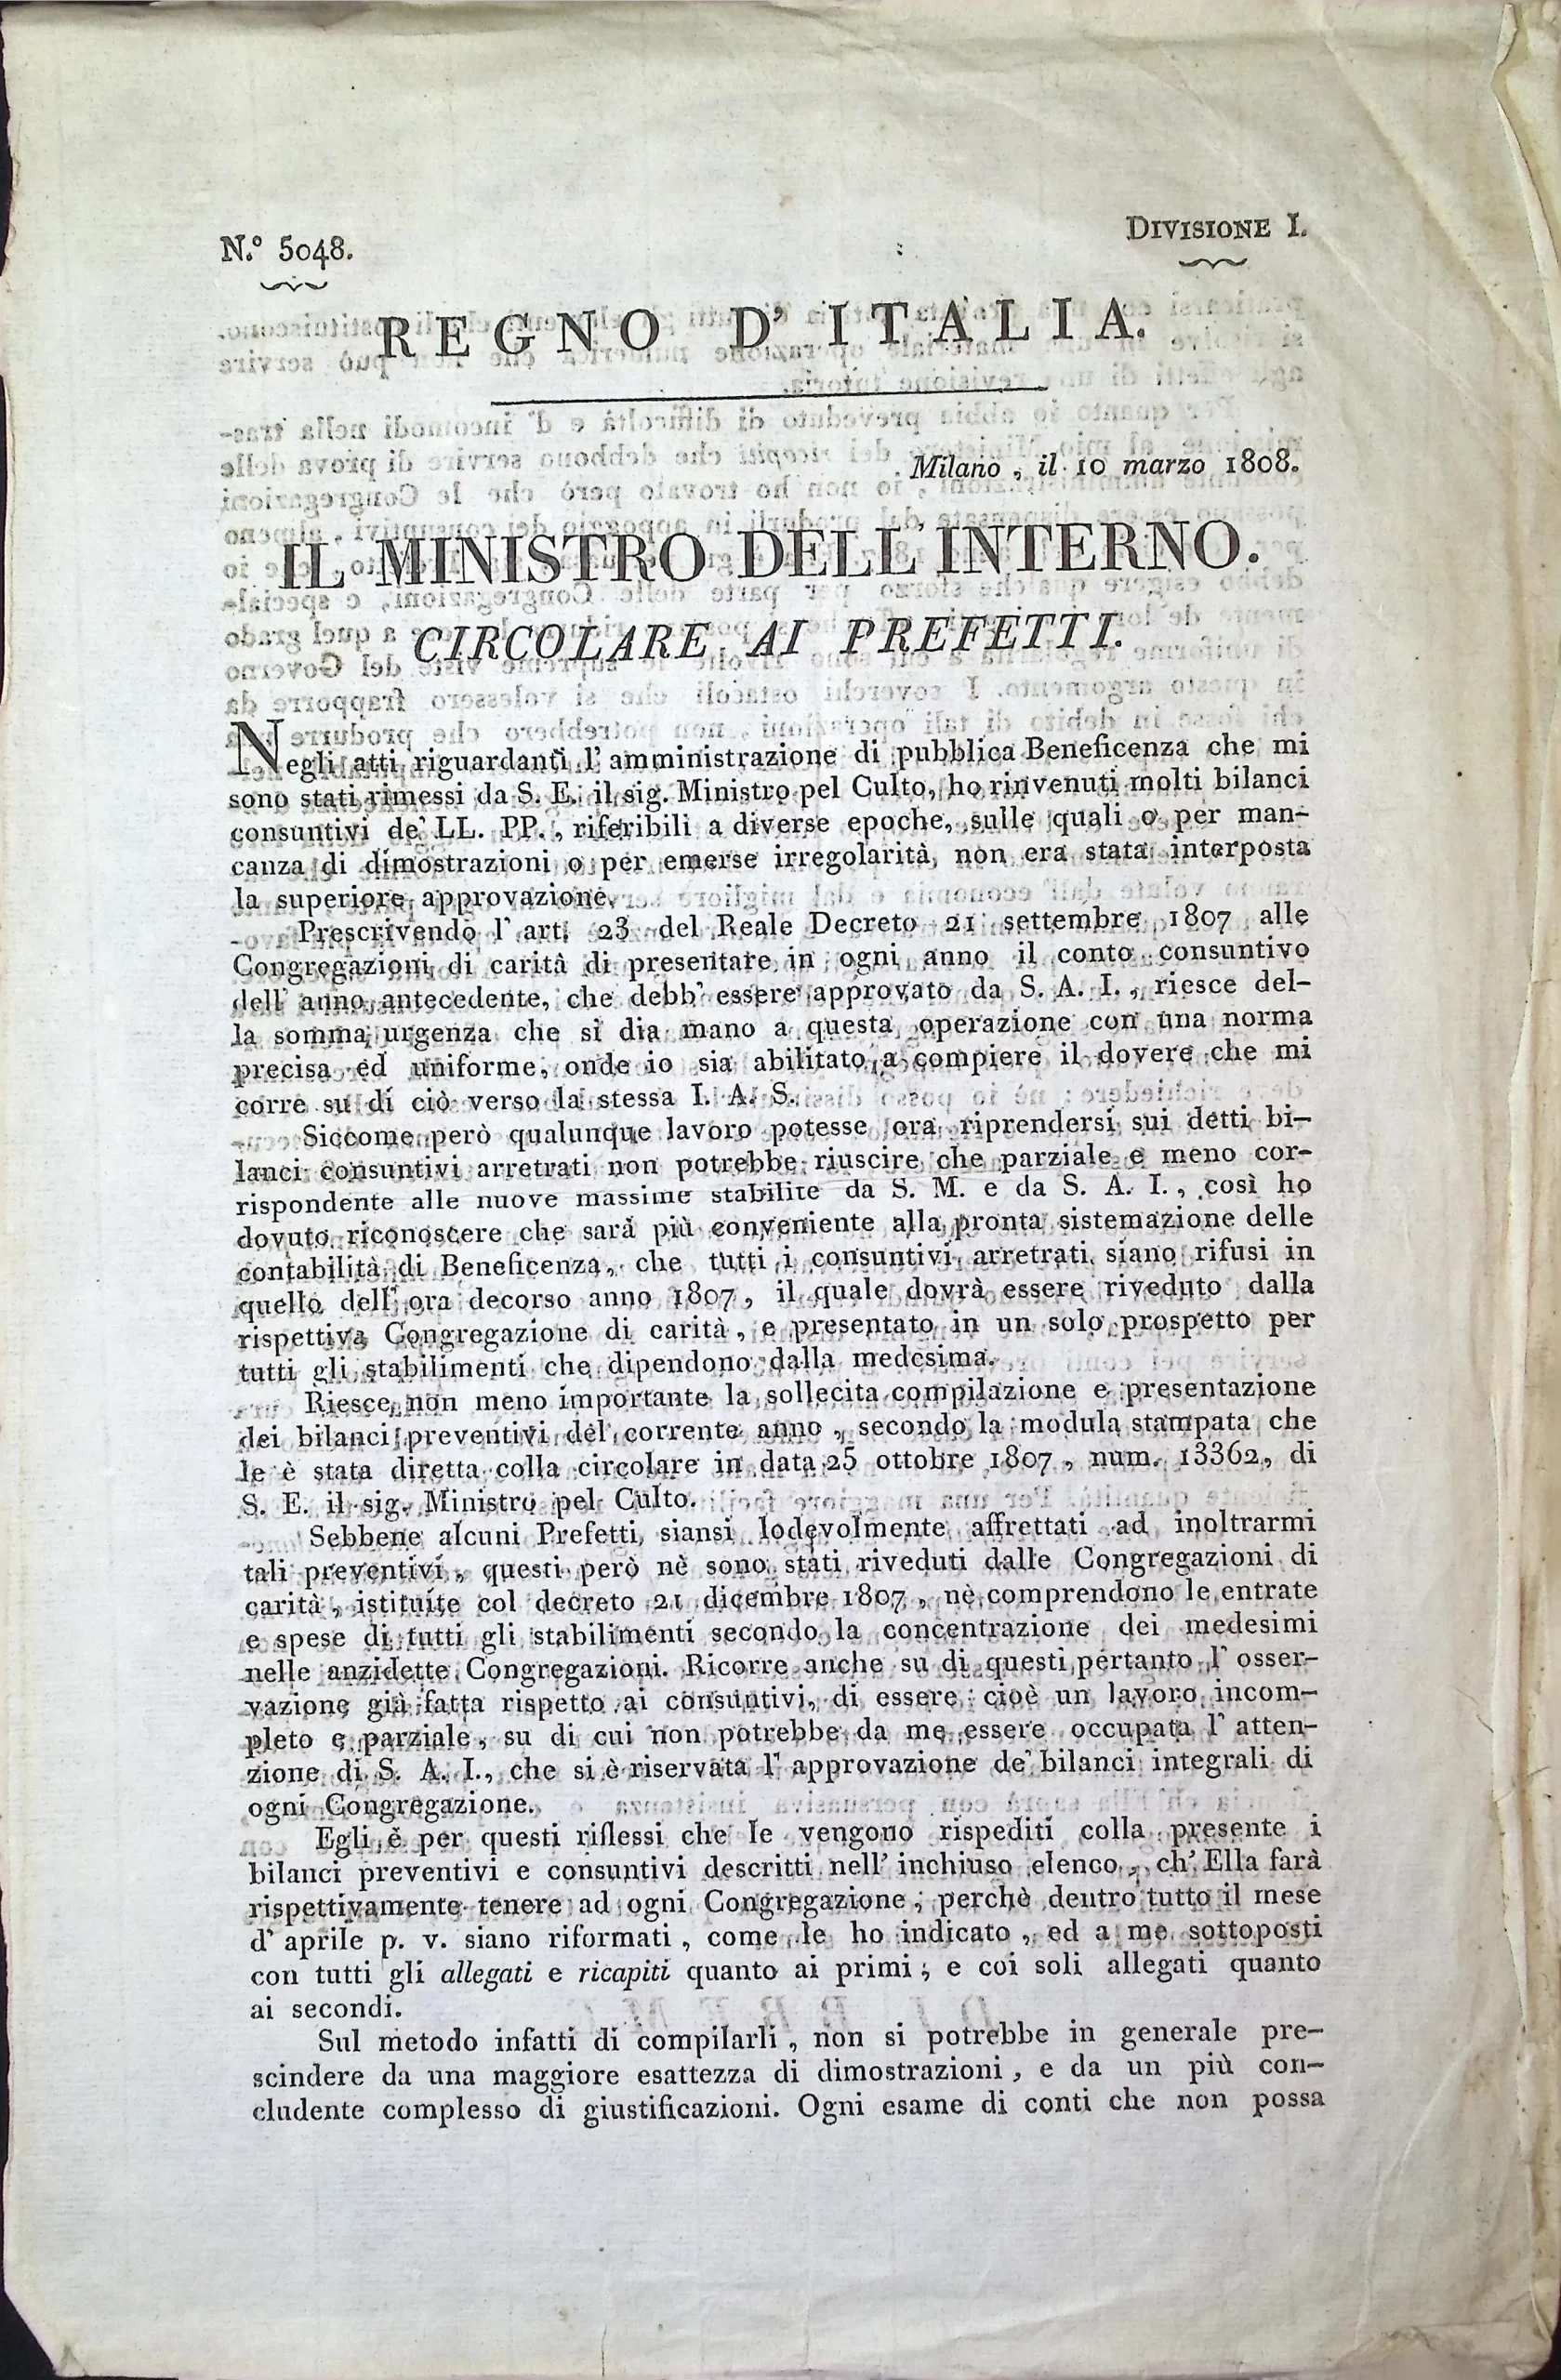 N.° 5048.
DIVISIONE I.
REGNO D' ITALIA.
Milano, il 10 marzo 1808.
IL MINISTRO DELL'INTERNO.
CIRCOLARE AI PREFETTI.
Negli atti riguardanti l' amministrazione di pubblica Beneficenza che mi
sono stati rimessi da S. E. il sig. Ministro pel Culto, ho rinvenuti molti bilanci
consuntivi de' LL. PP., riferibili a diverse epoche, sulle quali o per man-
canza di dimostrazioni o per emerse irregolarità, non era stata interposta
la superiore approvazione.
Prescrivendo l' art. 23 del Reale Decreto 21 settembre 1807 alle
Congregazioni di carità di presentare in ogni anno il conto consuntivo
dell' anno antecedente, che debb' essere approvato da S. A. I., riesce del-
la somma urgenza che si dia mano a questa operazione con una norma
precisa ed uniforme, onde io sia abilitato a compiere il dovere che mi
corre su di ciò verso la stessa I. A. S.
Siccome però qualunque lavoro potesse ora riprendersi sui detti bi-
lanci consuntivi arretrati non potrebbe riuscire che parziale e meno cor-
rispondente alle nuove massime stabilite da S. M. e da S. A. I., così ho
dovuto riconoscere che sarà più conveniente alla pronta sistemazione delle
contabilità di Beneficenza, che tutti i consuntivi arretrati siano rifusi in
quello dell' ora decorso anno 1807, il quale dovrà essere riveduto dalla
rispettiva Congregazione di carità, e presentato in un solo prospetto per
tutti gli stabilimenti che dipendono dalla medesima.
Riesce non meno importante la sollecita compilazione e presentazione
dei bilanci preventivi del corrente anno, secondo la modula stampata che
le è stata diretta colla circolare in data 25 ottobre 1807, num. 13362, di
S. E. il sig. Ministro pel Culto.
Sebbene alcuni Prefetti siansi lodevolmente affrettati ad inoltrarmi
tali preventivi, questi però nè sono stati riveduti dalle Congregazioni di
carità, istituite col decreto 21 dicembre 1807, nè comprendono le entrate
e spese di tutti gli stabilimenti secondo la concentrazione dei medesimi
nelle anzidette Congregazioni. Ricorre anche su di questi pertanto l' osser-
vazione già fatta rispetto ai consuntivi, di essere cioè un lavoro incom-
pleto e parziale, su di cui non potrebbe da me essere occupata l' atten-
zione di S. A. I., che si è riservata l' approvazione de' bilanci integrali di
ogni Congregazione.
Egli è per questi riflessi che le vengono rispediti colla presente i
bilanci preventivi e consuntivi descritti nell' inchiuso elenco, ch' Ella farà
rispettivamente tenere ad ogni Congregazione, perchè dentro tutto il mese
d' aprile p. v. siano riformati, come le ho indicato, ed a me sottoposti
con tutti gli allegati e ricapiti quanto ai primi; e coi soli allegati quanto
ai secondi.
Sul metodo infatti di compilarli, non si potrebbe in generale pre-
scindere da una maggiore esattezza di dimostrazioni, e da un più con-
cludente complesso di giustificazioni. Ogni esame di conti che non possa